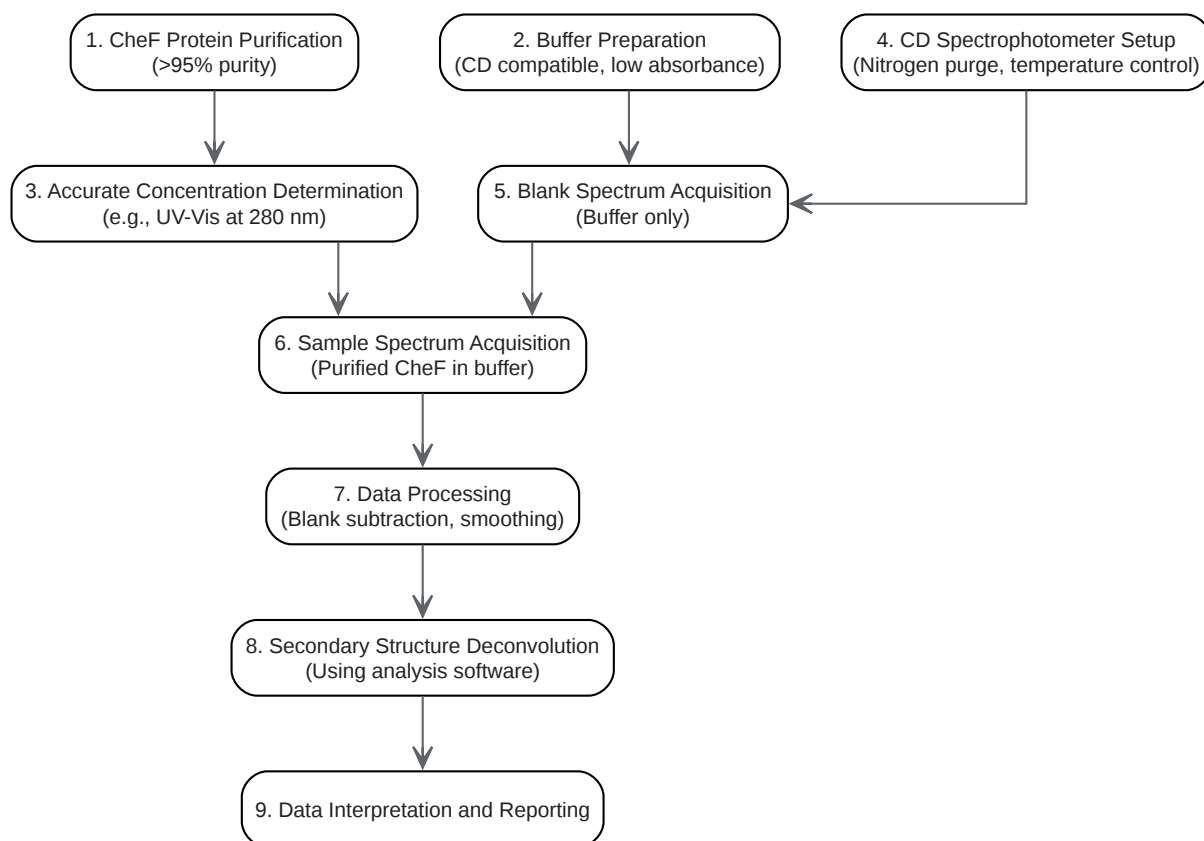 1. CheF Protein Purification
(>95% purity)
2. Buffer Preparation
(CD compatible, low absorbance)
4. CD Spectrophotometer Setup
(Nitrogen purge, temperature control)
3. Accurate Concentration Determination
(e.g., UV-Vis at 280 nm)
5. Blank Spectrum Acquisition
(Buffer only)
6. Sample Spectrum Acquisition
(Purified CheF in buffer)
7. Data Processing
(Blank subtraction, smoothing)
8. Secondary Structure Deconvolution
(Using analysis software)
9. Data Interpretation and Reporting